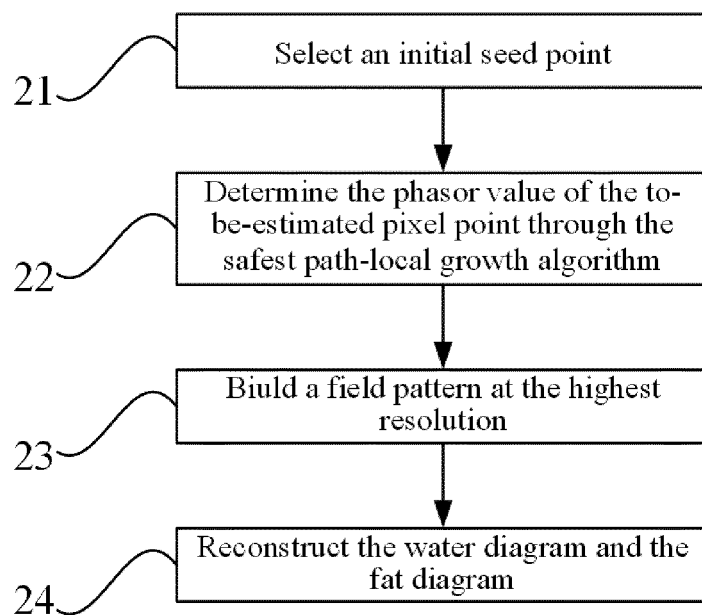 21
Select an initial seed point
22
Determine the phasor value of the to-
be-estimated pixel point through the
safest path-local growth algorithm
23
Biuld a field pattern at the highest
resolution
24
Reconstruct the water diagram and the
fat diagram